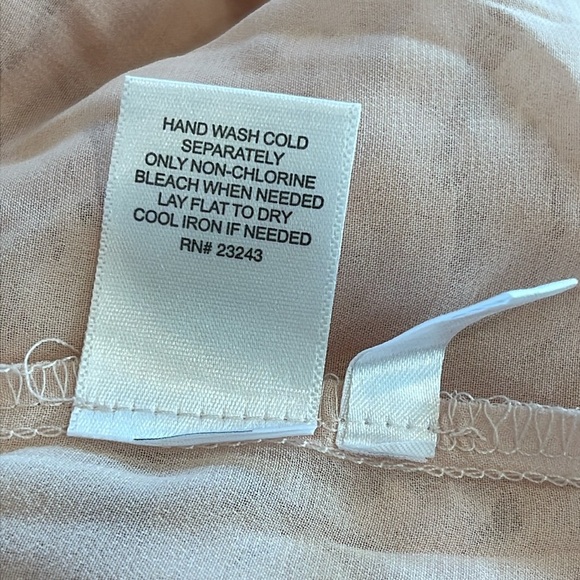 HAND WASH COLD
SEPARATELY
ONLY NON-CHLORINE
BLEACH WHEN NEEDED
LAY FLAT TO DRY
COOL IRON IF NEEDED
RN# 23243